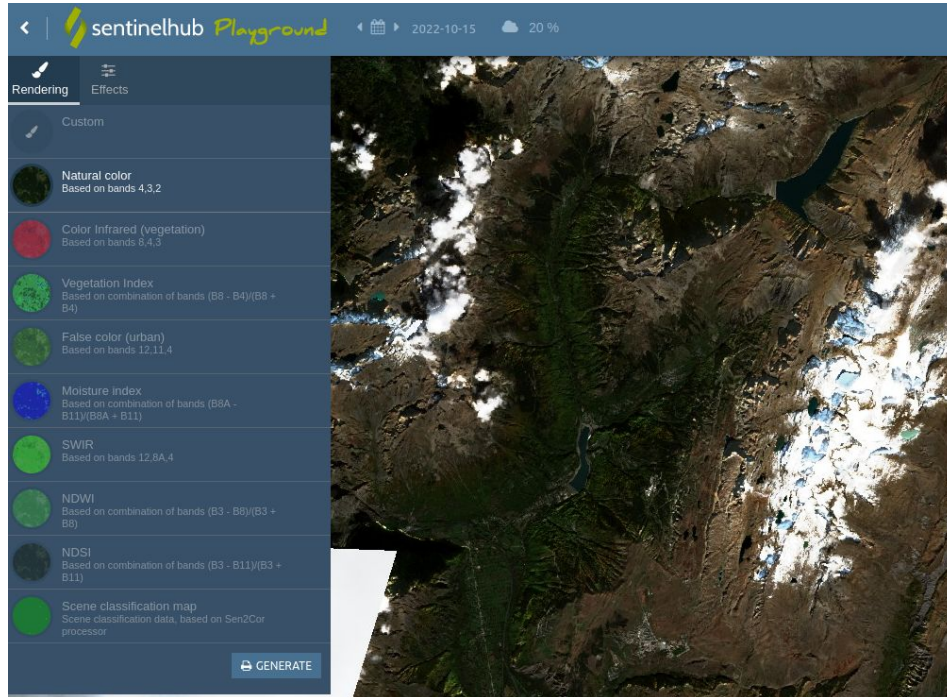 sentinelhub Playground 2022-10-15 20 %
Rendering Effects
Custom
Natural color
Based on bands 4,3,2
Color Infrared (vegetation)
Based on bands 8,4,3
Vegetation Index
Based on combination of bands (B8 - B4)/(B8 +
B4)
False color (urban)
Based on bands 12,11,4
Moisture index
Based on combination of bands (B8A -
B11)/(B8A + B11)
SWIR
Based on bands 12,8A,4
NDWI
Based on combination of bands (B3 - B8)/(B3 +
B8)
NDSI
Based on combination of bands (B3 - B11)/(B3 +
B11)
Scene classification map
Scene classification data, based on Sen2Cor
processor
GENERATE